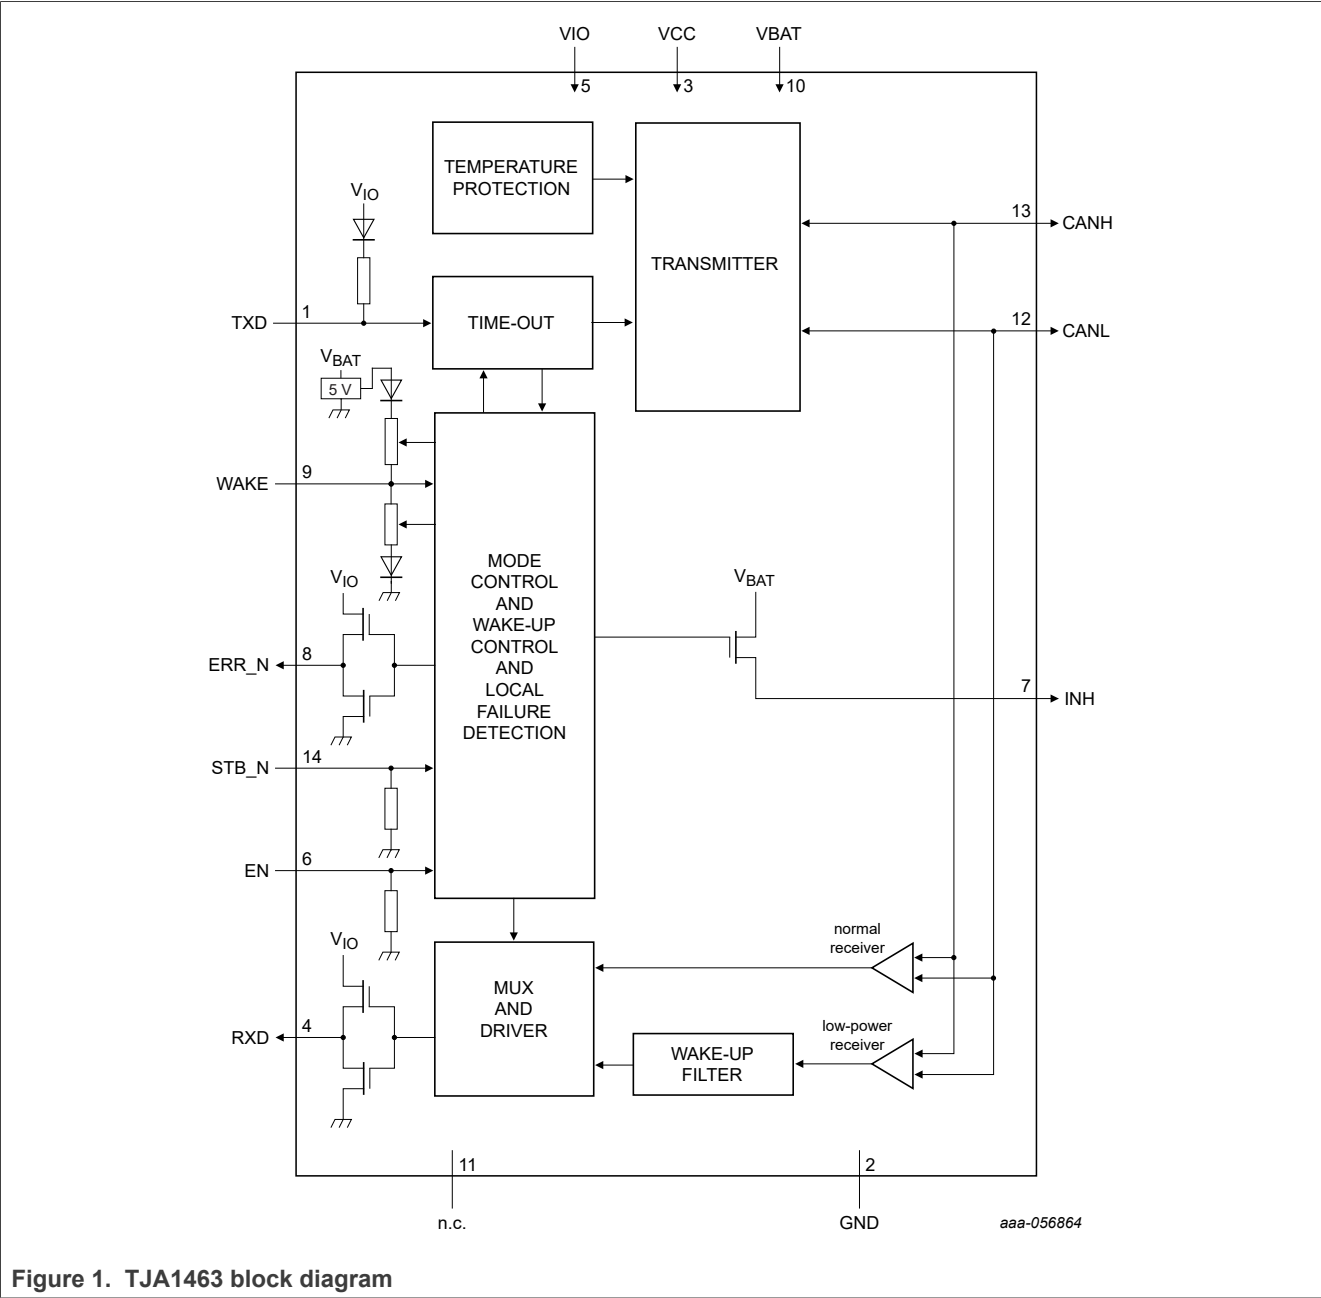 VIO
VCC
VBAT
5
3
10
TEMPERATURE
PROTECTION
VIO
TRANSMITTER
13
CANH
TXD
1
TIME-OUT
12
CANL
VBAT
5 V
WAKE
9
MODE
CONTROL
AND
WAKE-UP
CONTROL
AND
LOCAL
FAILURE
DETECTION
VIO
VBAT
ERR_N
8
7
INH
STB_N
14
EN
6
VIO
normal
receiver
MUX
AND
DRIVER
RXD
4
low-power
receiver
WAKE-UP
FILTER
11
2
n.c.
GND
aaa-056864
Figure 1. TJA1463 block diagram